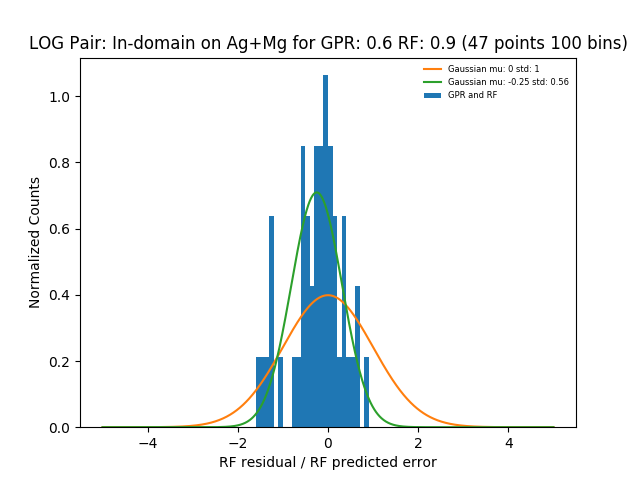 LOG Pair: In-domain on Ag+Mg for GPR: 0.6 RF: 0.9 (47 points 100 bins)
Gaussian mu: 0 std: 1
Gaussian mu: -0.25 std: 0.56
GPR and RF
Normalized Counts
1.0
0.8
0.6
0.4
0.2
0.0
−4
−2
0
2
4
RF residual / RF predicted error